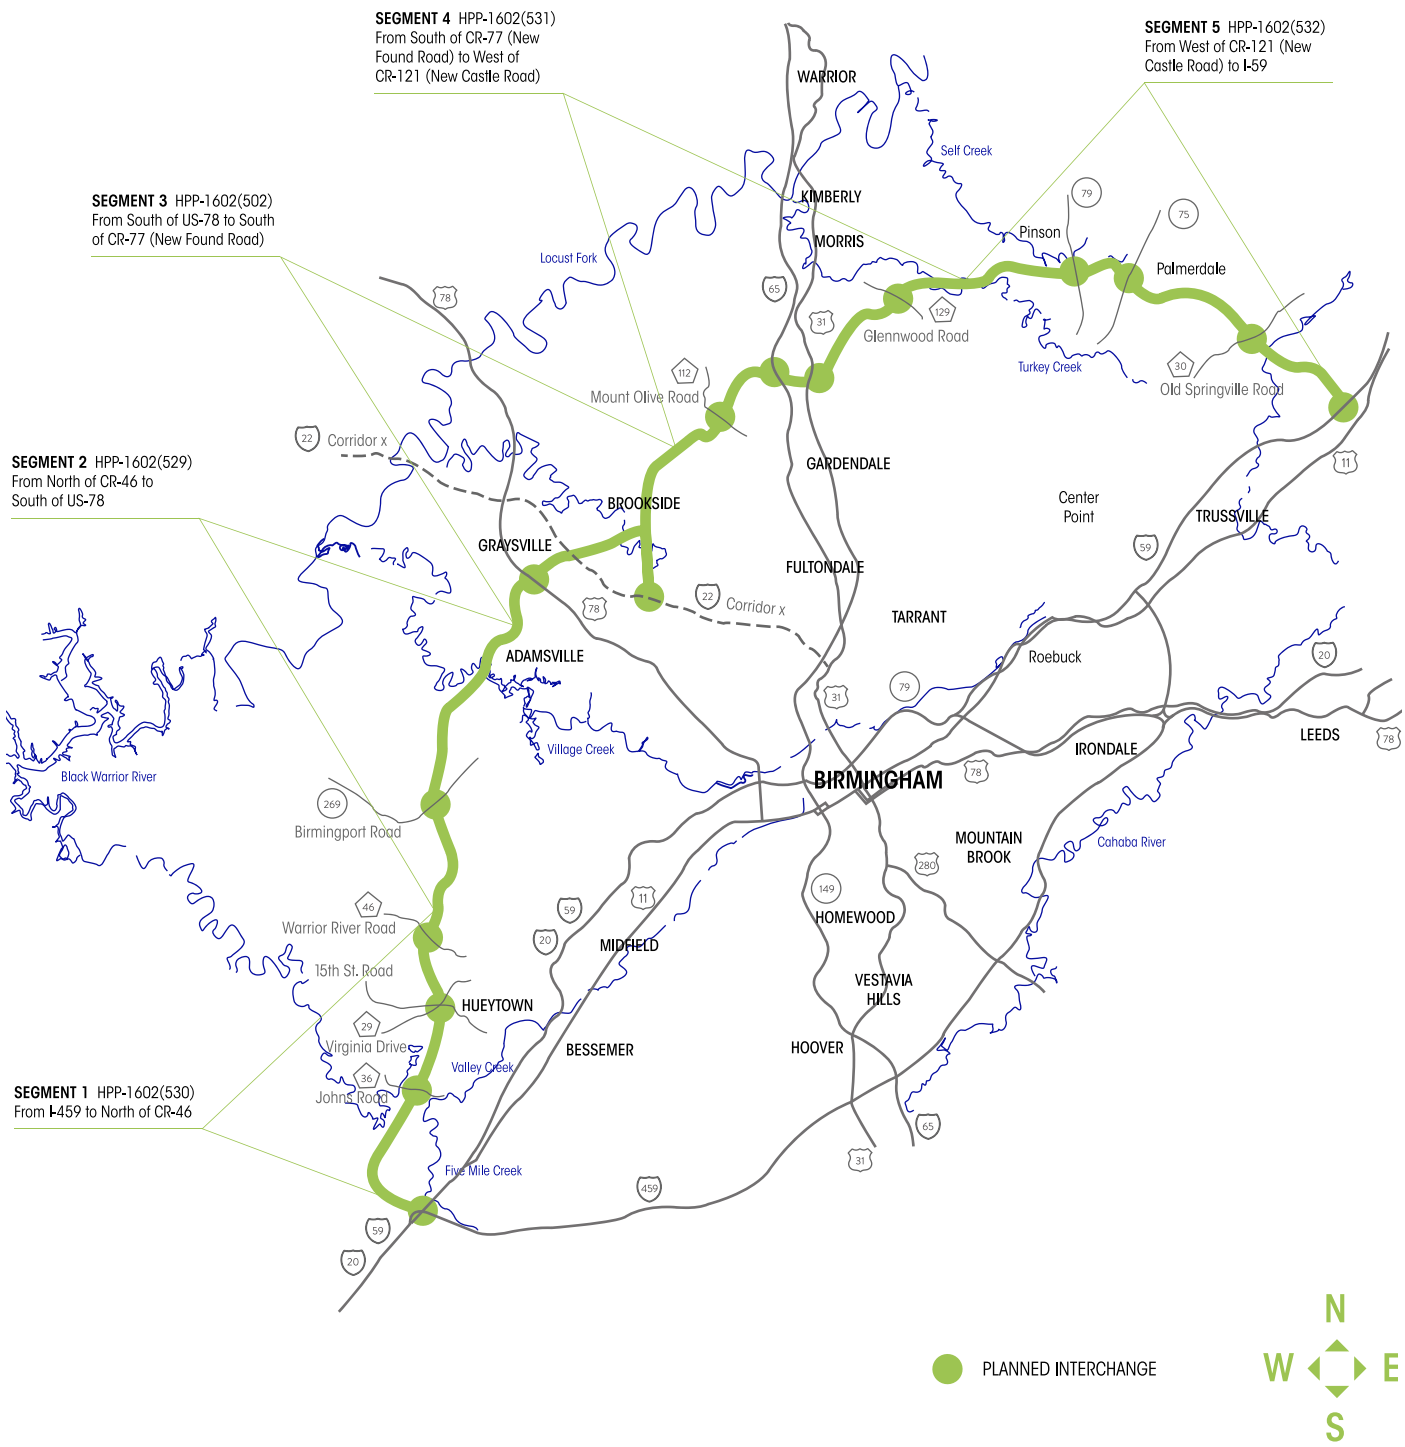 SEGMENT 4 HPP-1602(531)
From South of CR-77 (New
Found Road) to West of
CR-121 (New Castle Road)
SEGMENT 5 HPP-1602(532)
From West of CR-121 (New
Castle Road) to I-59
WARRIOR
Self Creek
SEGMENT 3 HPP-1602(502)
From South of US-78 to South
of CR-77 (New Found Road)
KIMBERLY
79
75
Pinson
MORRIS
Locust Fork
Palmerdale
78
65
31
129
Glennwood Road
Turkey Creek
30
Old Springville Road
112
Mount Olive Road
22
Corridor x
SEGMENT 2 HPP-1602(529)
From North of CR-46 to
South of US-78
GARDENDALE
11
Center
Point
BROOKSIDE
TRUSSVILLE
GRAYSVILLE
59
FULTONDALE
78
22
Corridor x
TARRANT
ADAMSVILLE
Roebuck
20
79
31
Village Creek
IRONDALE
LEEDS
78
Black Warrior River
78
BIRMINGHAM
269
Birmingport Road
MOUNTAIN
BROOK
Cahaba River
280
149
11
46
59
Warrior River Road
HOMEWOOD
20
MIDFIELD
15th St. Road
VESTAVIA
HILLS
HUEYTOWN
29
Virginia Drive
HOOVER
BESSEMER
Valley Creek
36
Johns Road
SEGMENT 1 HPP-1602(530)
From I-459 to North of CR-46
65
31
Five Mile Creek
459
59
20
N
PLANNED INTERCHANGE
W E
S